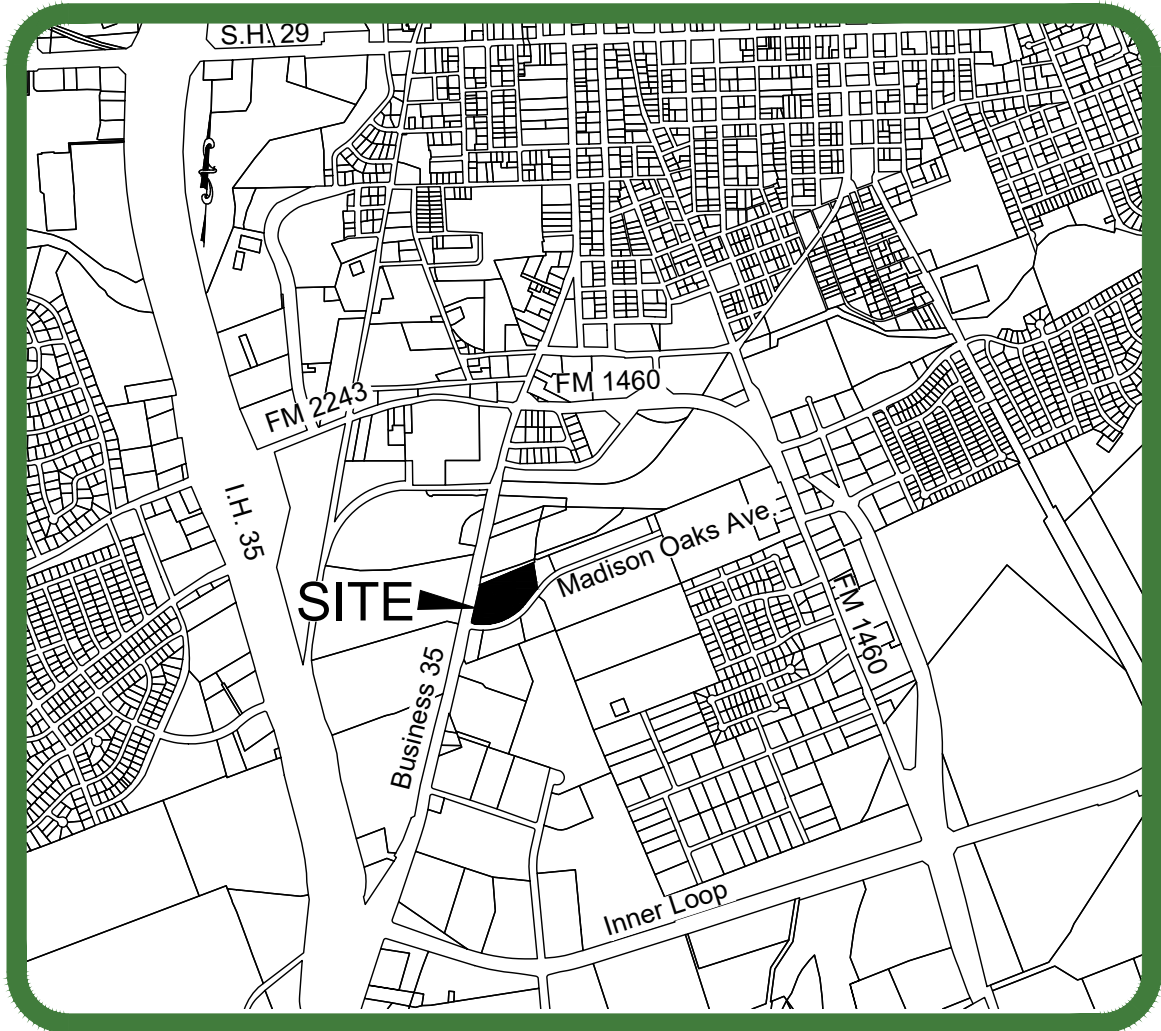 S.H. 29
FM 1460
FM 2243
I.H. 35
Madison Oaks Ave.
SITE
FM 1460
Business 35
Inner Loop